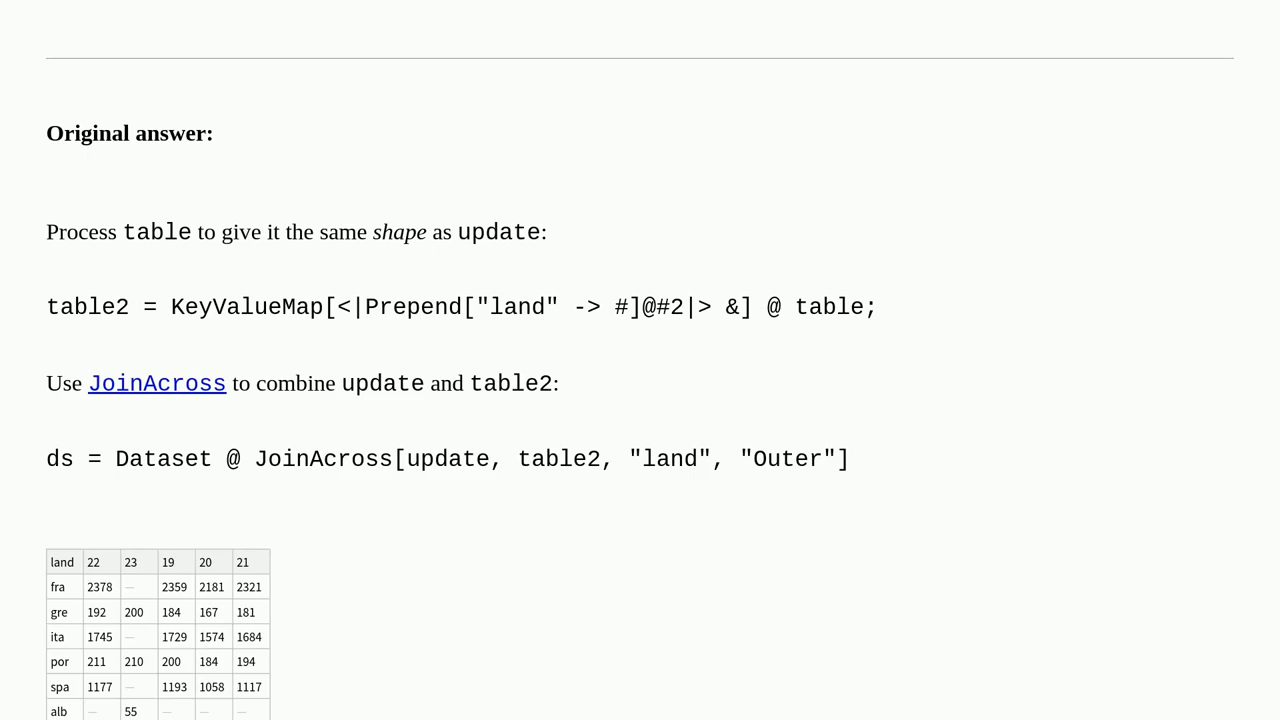 Original answer:
Process table to give it the same shape as update:
table2 = KeyValueMap[<|Prepend["land" -> #]@#2|> &] @ table;
Use JoinAcross to combine update and table2:
ds = Dataset @ JoinAcross[update, table2, "land", "Outer"]
land 22 23 19 20 21
fra 2378 — 2359 2181 2321
gre 192 200 184 167 181
ita 1745 — 1729 1574 1684
por 211 210 200 184 194
spa 1177 — 1193 1058 1117
alb — 55 — — —